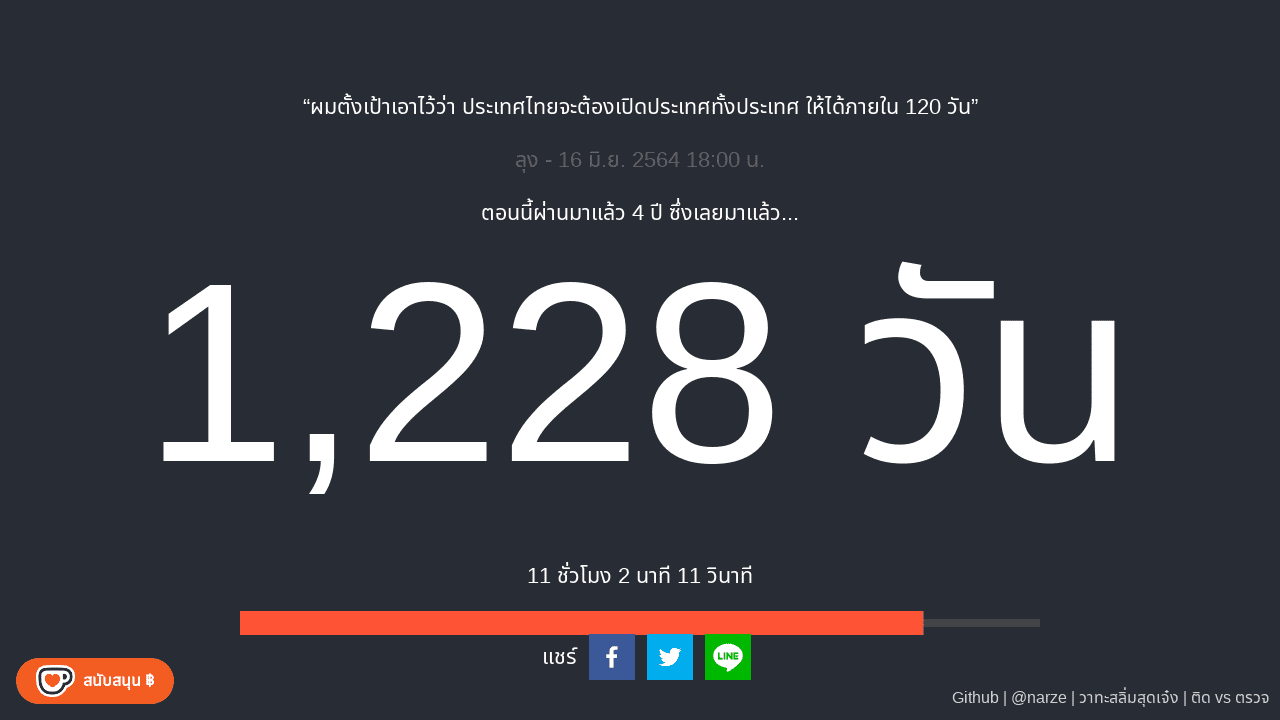 “ผมตั้งเป้าเอาไว้ว่า ประเทศไทยจะต้องเปิดประเทศทั้งประเทศ ให้ได้ภายใน 120 วัน”
ลุง - 16 มิ.ย. 2564 18:00 น.
ตอนนี้ผ่านมาแล้ว 4 ปี ซึ่งเลยมาแล้ว...
1,228 วัน
11 ชั่วโมง 2 นาที 11 วินาที
แชร์
LINE
สนับสนุน ฿
Github | @narze | วาทะสลิ่มสุดเจ๋ง | ติด vs ตรวจ